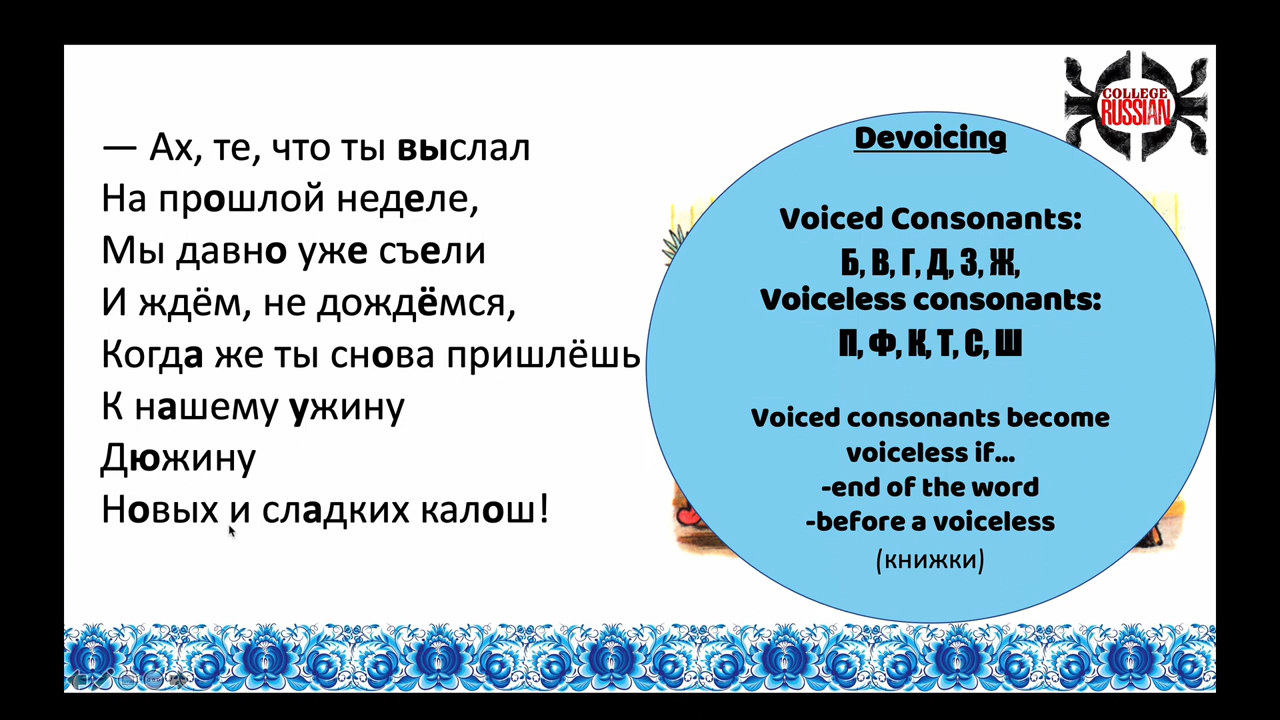 — Ах, те, что ты выслал
На прошлой неделе,
Мы давно уже съели
И ждём, не дождёмся,
Когда же ты снова пришлёшь
К нашему ужину
Дюжину
Новых и сладких калош!
COLLEGE
RUSSIAN
Devoicing
Voiced Consonants:
Б, В, Г, Д, З, Ж,
Voiceless consonants:
П, Ф, К, Т, С, Ш
Voiced consonants become
voiceless if...
-end of the word
-before a voiceless
(книжки)